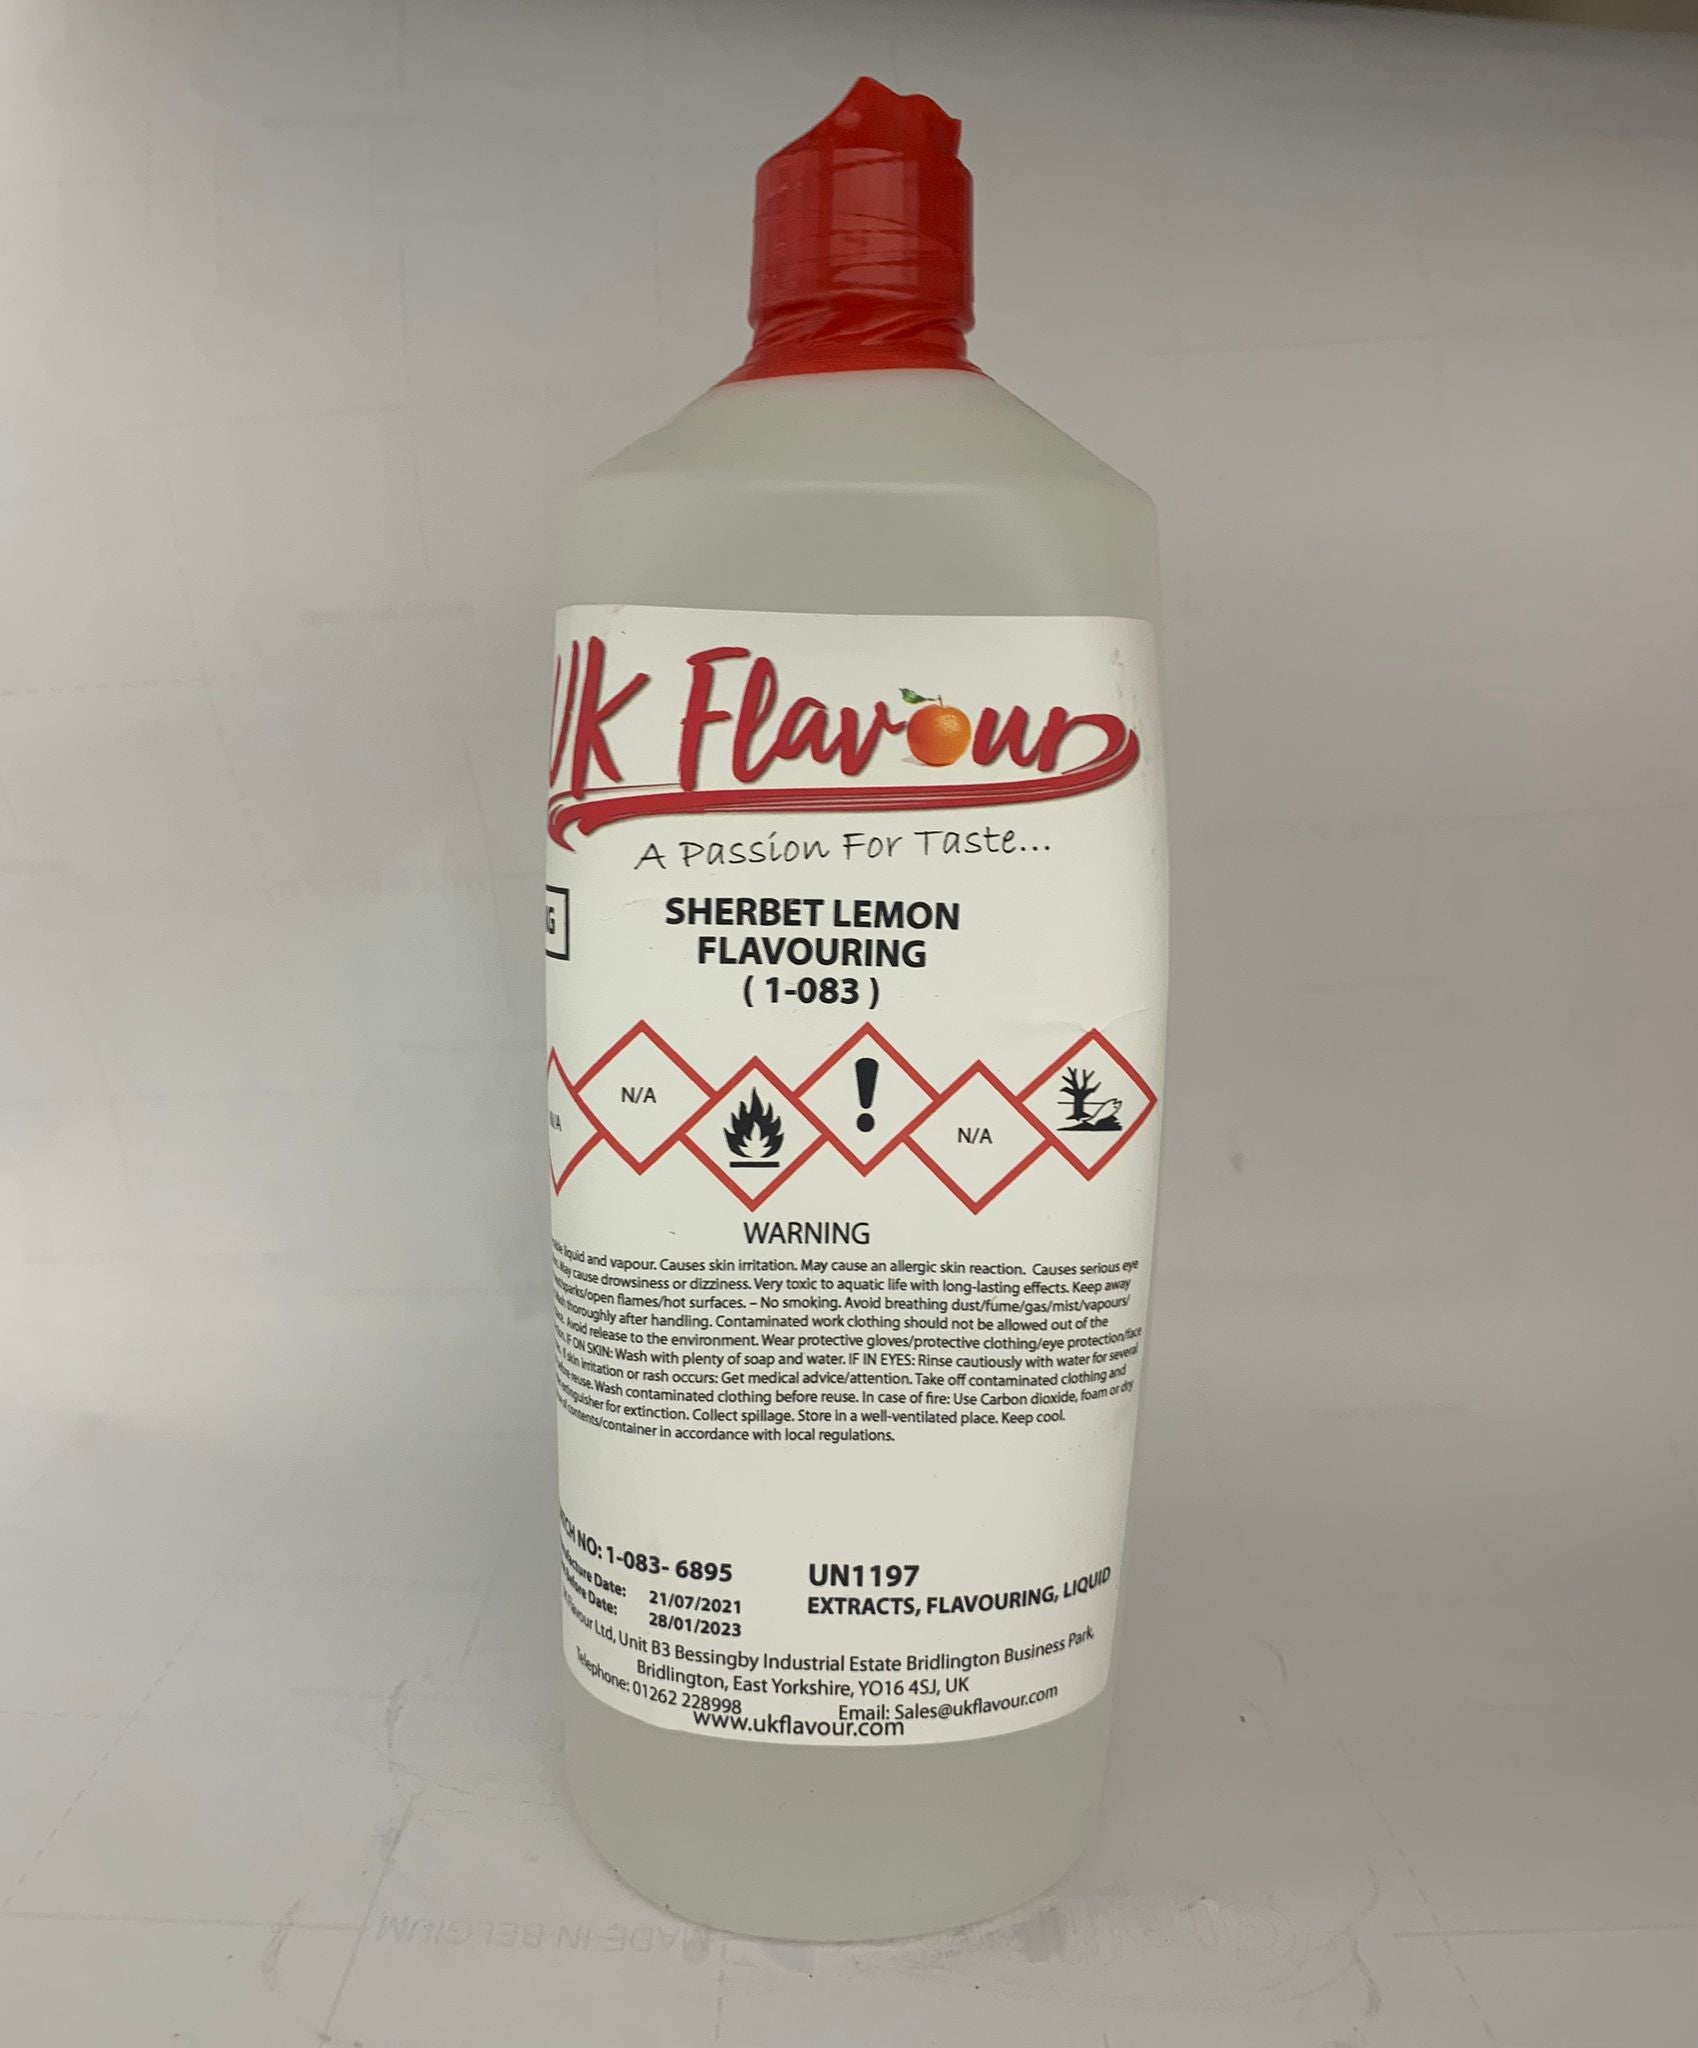 Uk Flavour
A Passion For Taste...
SHERBET LEMON
FLAVOURING
( 1-083 )
N/A
N/A
WARNING
liquid and vapour. Causes skin irritation. May cause an allergic skin reaction. Causes serious eye
May cause drowsiness or dizziness. Very toxic to aquatic life with long-lasting effects. Keep away
sparks/open flames/hot surfaces. – No smoking. Avoid breathing dust/fume/gas/mist/vapours/
thoroughly after handling. Contaminated work clothing should not be allowed out of the
Avoid release to the environment. Wear protective gloves/protective clothing/eye protection/face
IF ON SKIN: Wash with plenty of soap and water. IF IN EYES: Rinse cautiously with water for several
If skin irritation or rash occurs: Get medical advice/attention. Take off contaminated clothing and
reuse. Wash contaminated clothing before reuse. In case of fire: Use Carbon dioxide, foam or dry
extinguisher for extinction. Collect spillage. Store in a well-ventilated place. Keep cool.
contents/container in accordance with local regulations.
NO: 1-083- 6895
Date: 21/07/2021
Before Date: 28/01/2023
UN1197
EXTRACTS, FLAVOURING, LIQUID
Flavour Ltd, Unit B3 Bessingby Industrial Estate Bridlington Business Park,
Bridlington, East Yorkshire, YO16 4SJ, UK
Telephone: 01262 228998 Email: Sales@ukflavour.com
www.ukflavour.com
MADE IN BELGIUM